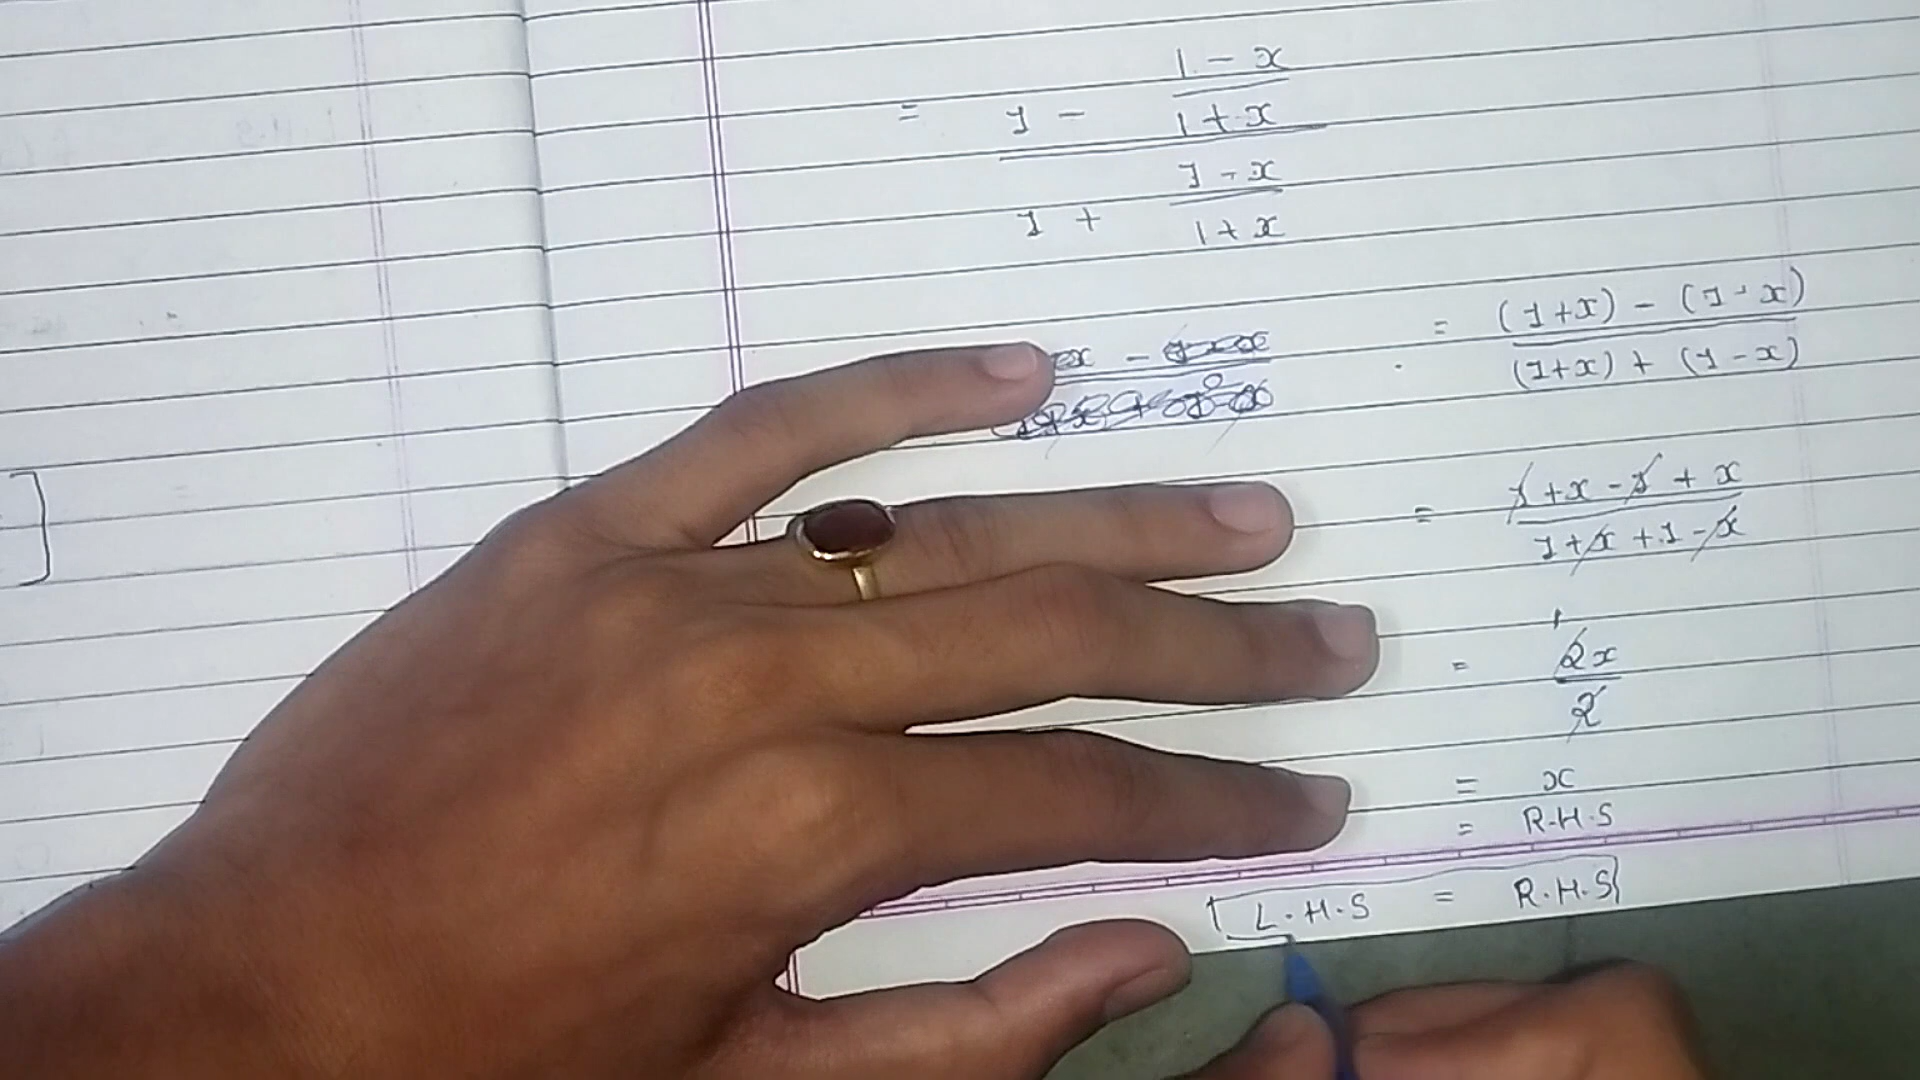 1 - x
= 1 - 1 + x
1 - x
1 + 1 + x
= (1+x) - (1-x)
(1+x) + (1-x)
x -
= 1 + x - 1 + x
1 + x + 1 - x
1
= 2x
2
= x
= R.H.S
L.H.S = R.H.S